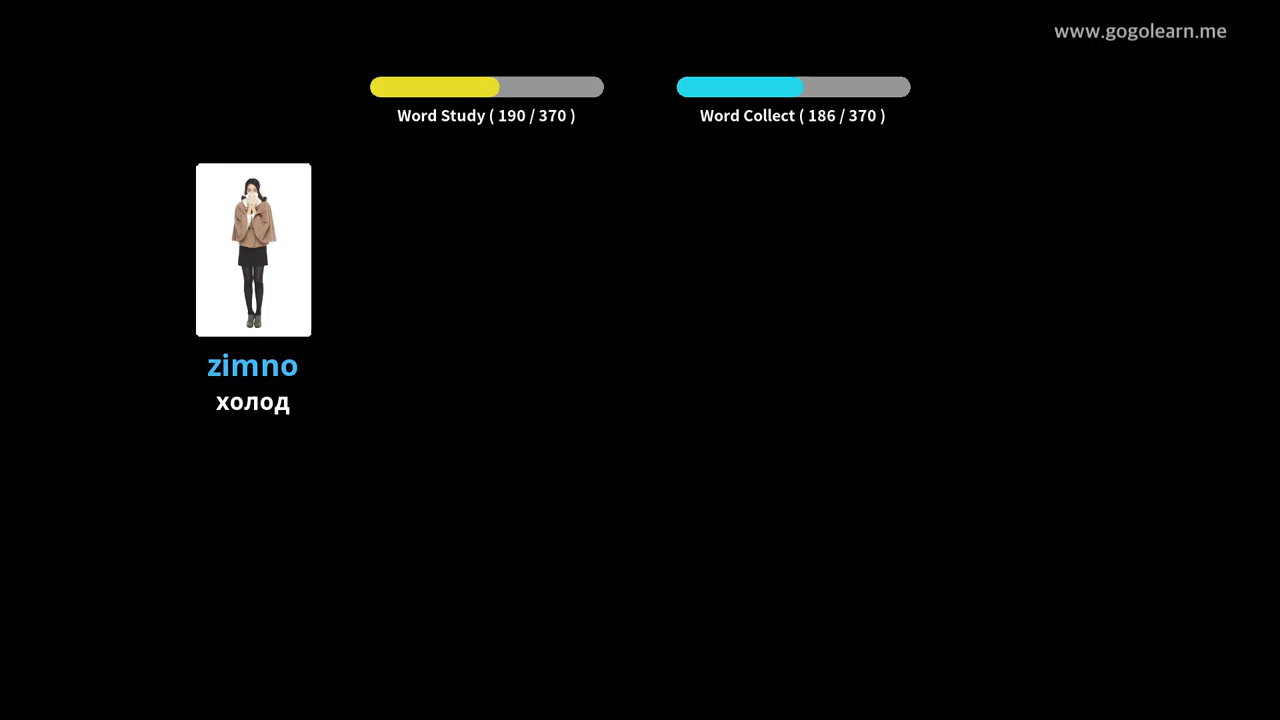 www.gogolearn.me
Word Study ( 190 / 370 )
Word Collect ( 186 / 370 )
zimno
холод